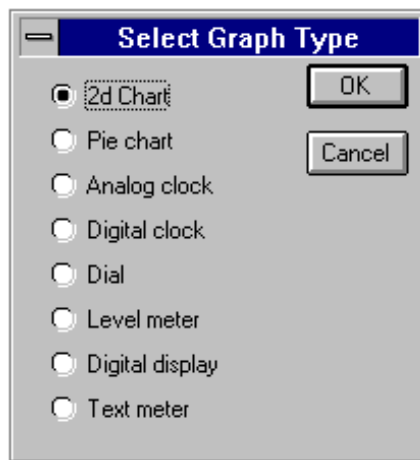 Select Graph Type
2d Chart
OK
Pie chart
Cancel
Analog clock
Digital clock
Dial
Level meter
Digital display
Text meter